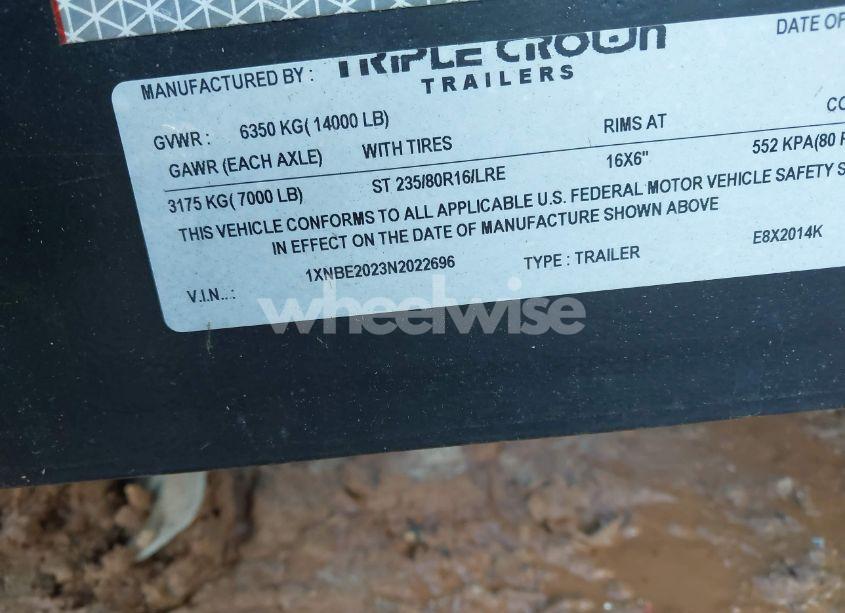 MANUFACTURED BY : TRIPLE CROWN
TRAILERS
DATE OF
GVWR : 6350 KG( 14000 LB)
GAWR (EACH AXLE) WITH TIRES RIMS AT CO
3175 KG( 7000 LB) ST 235/80R16/LRE 16X6" 552 KPA(80 P
THIS VEHICLE CONFORMS TO ALL APPLICABLE U.S. FEDERAL MOTOR VEHICLE SAFETY S
IN EFFECT ON THE DATE OF MANUFACTURE SHOWN ABOVE
V.I.N..: 1XNBE2023N2022696 TYPE : TRAILER E8X2014K
wheelwise